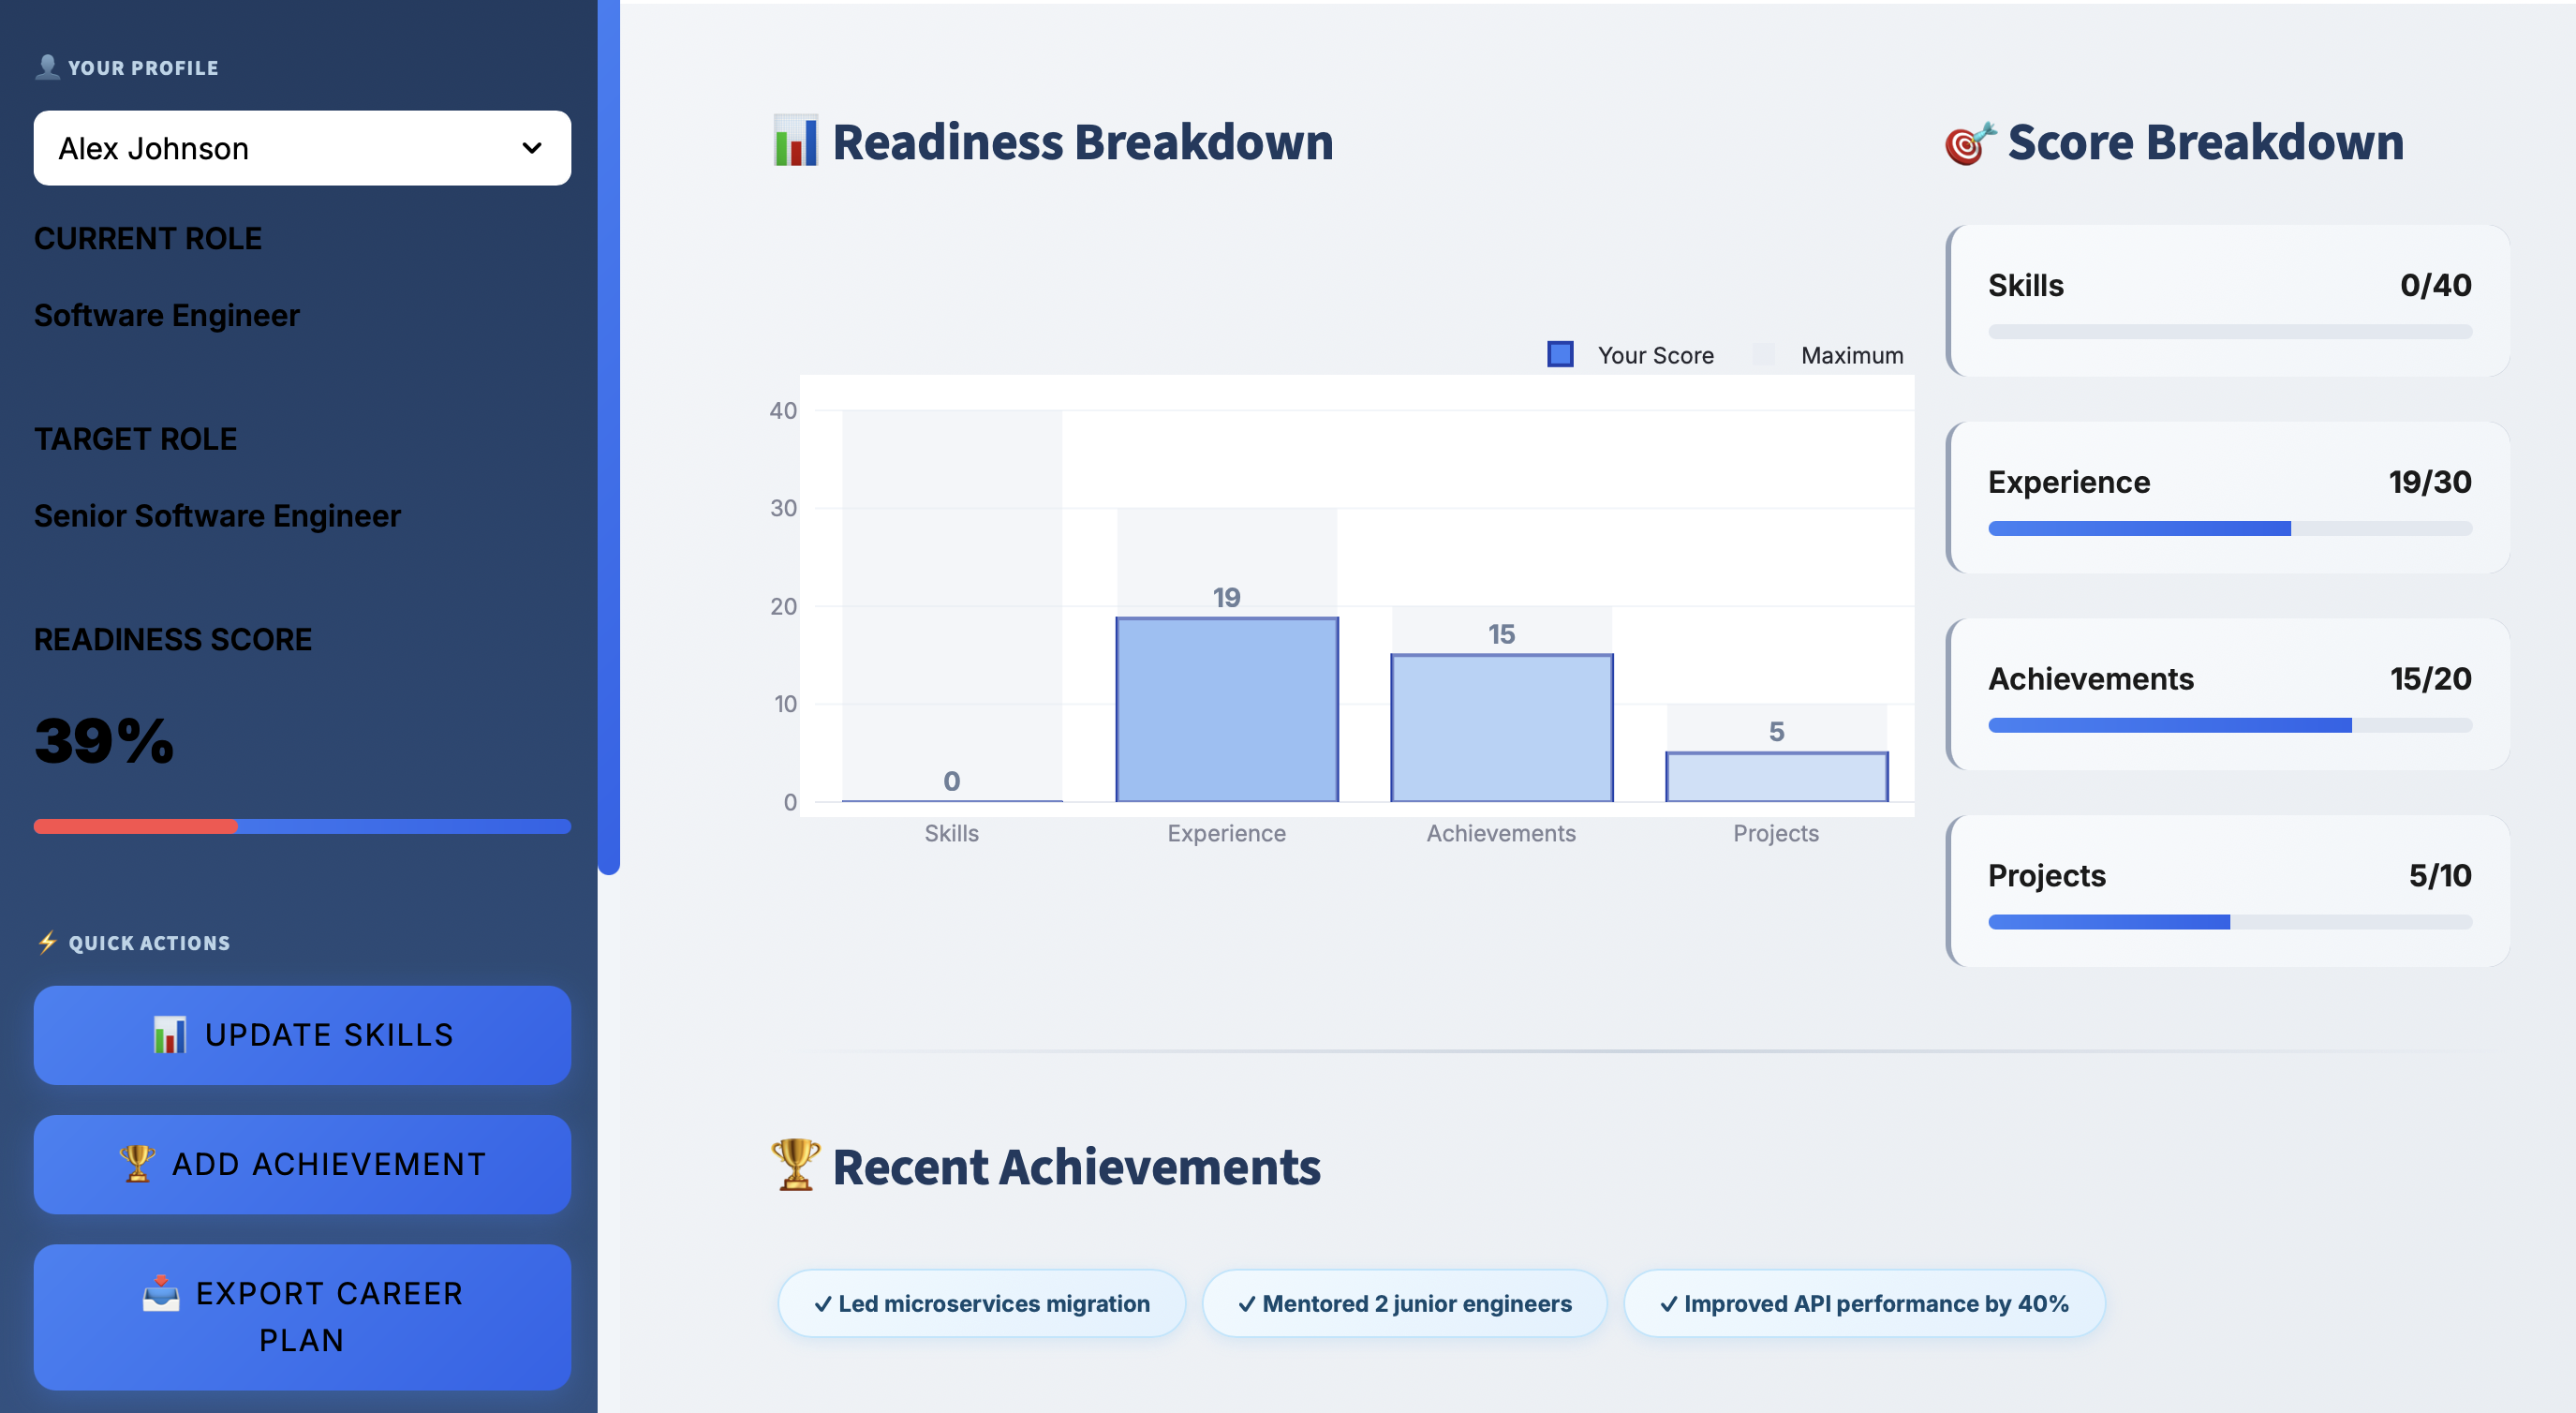 YOUR PROFILE
Alex Johnson
CURRENT ROLE
Software Engineer
TARGET ROLE
Senior Software Engineer
READINESS SCORE
39%
QUICK ACTIONS
UPDATE SKILLS
ADD ACHIEVEMENT
EXPORT CAREER
PLAN
Readiness Breakdown
Your Score
Maximum
40
30
20
10
0
0
19
15
5
Skills
Experience
Achievements
Projects
Score Breakdown
Skills 0/40
Experience 19/30
Achievements 15/20
Projects 5/10
Recent Achievements
✓ Led microservices migration
✓ Mentored 2 junior engineers
✓ Improved API performance by 40%